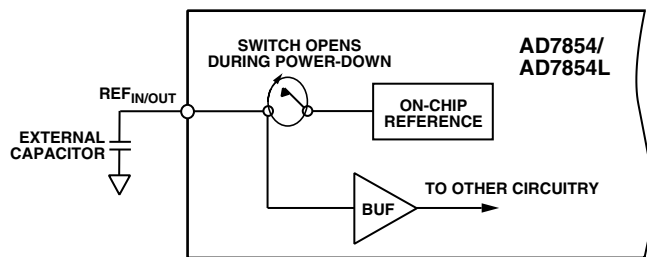 SWITCH OPENS
DURING POWER-DOWN
AD7854/
AD7854L
REFIN/OUT
ON-CHIP
REFERENCE
EXTERNAL
CAPACITOR
BUF
TO OTHER CIRCUITRY